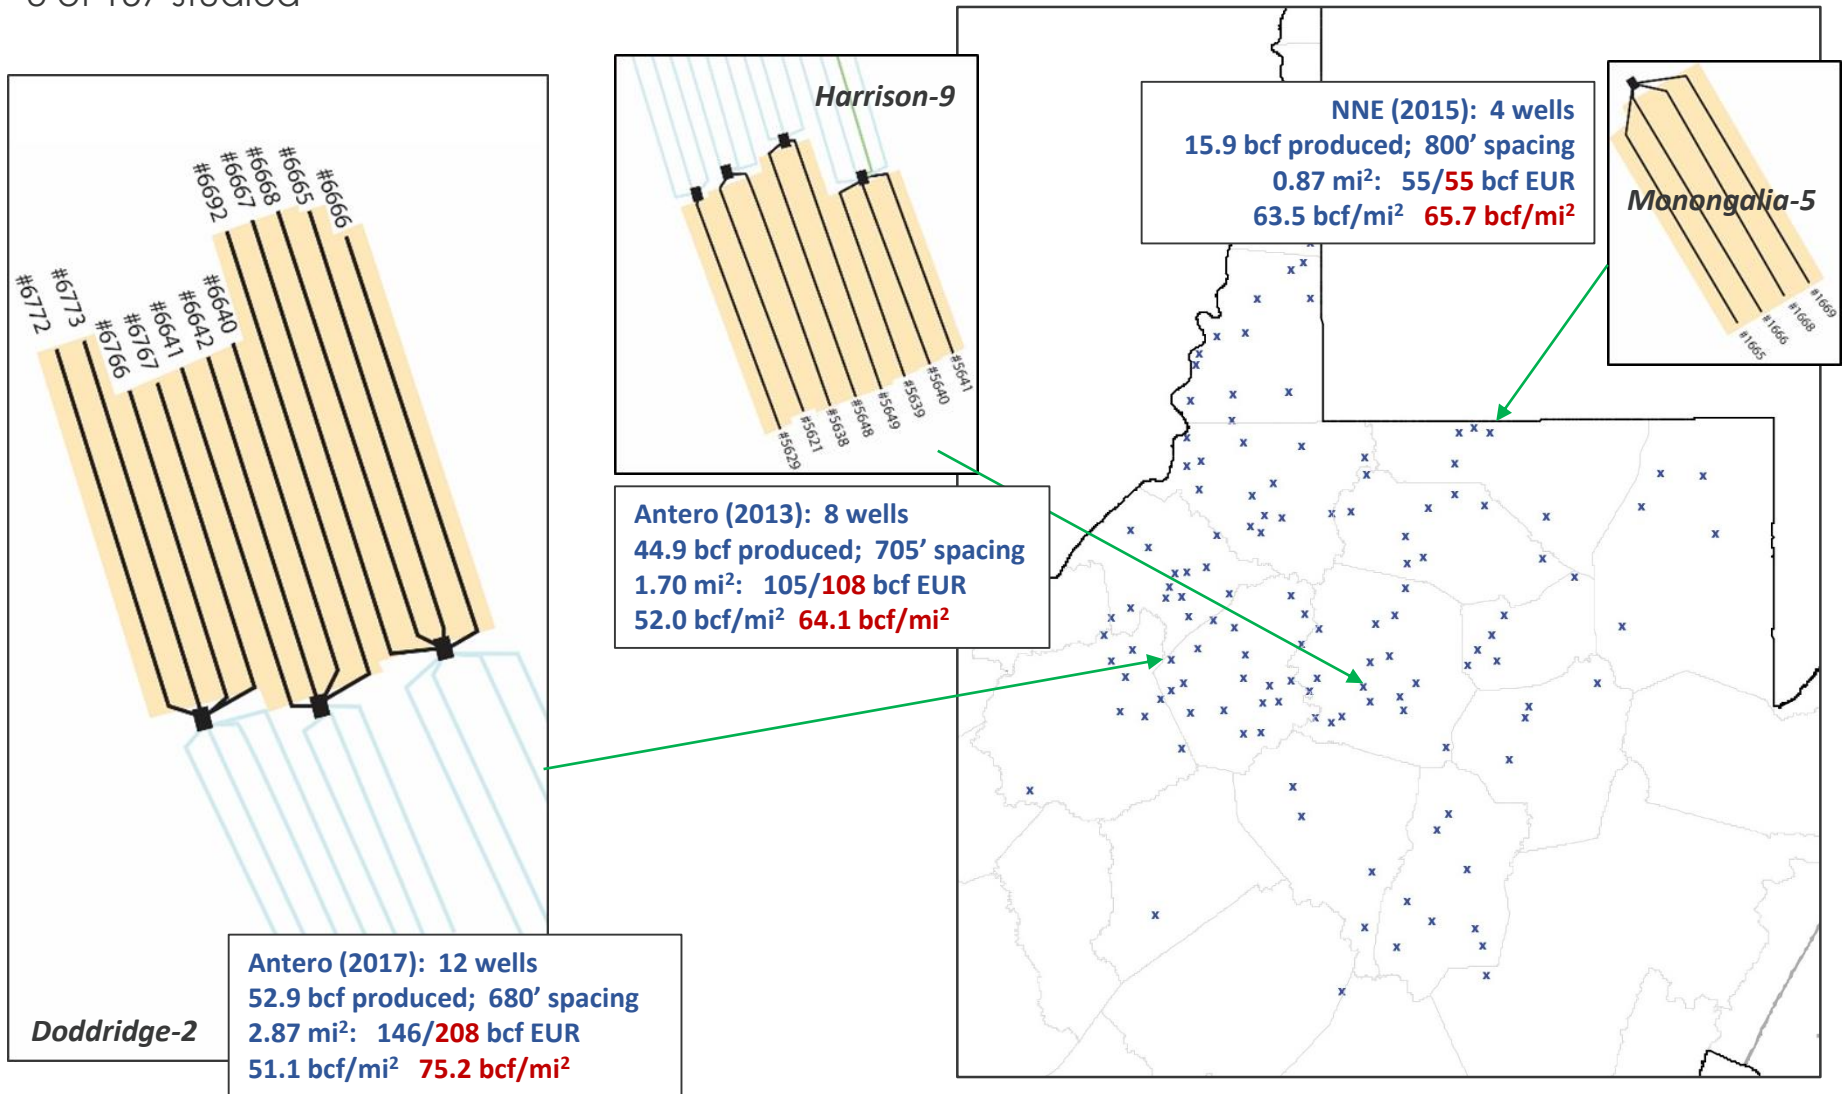 Harrison-9
#5629
#5621
#5638
#5648
#5649
#5639
#5640
#5641
Antero (2013): 8 wells
44.9 bcf produced; 705’ spacing
1.70 mi²: 105/108 bcf EUR
52.0 bcf/mi² 64.1 bcf/mi²
NNE (2015): 4 wells
15.9 bcf produced; 800’ spacing
0.87 mi²: 55/55 bcf EUR
63.5 bcf/mi² 65.7 bcf/mi²
Monongalia-5
#1665
#1666
#1668
#1669
#6772
#6773
#6766
#6767
#6641
#6642
#6640
#6692
#6667
#6668
#6665
#6666
Doddridge-2
Antero (2017): 12 wells
52.9 bcf produced; 680’ spacing
2.87 mi²: 146/208 bcf EUR
51.1 bcf/mi² 75.2 bcf/mi²